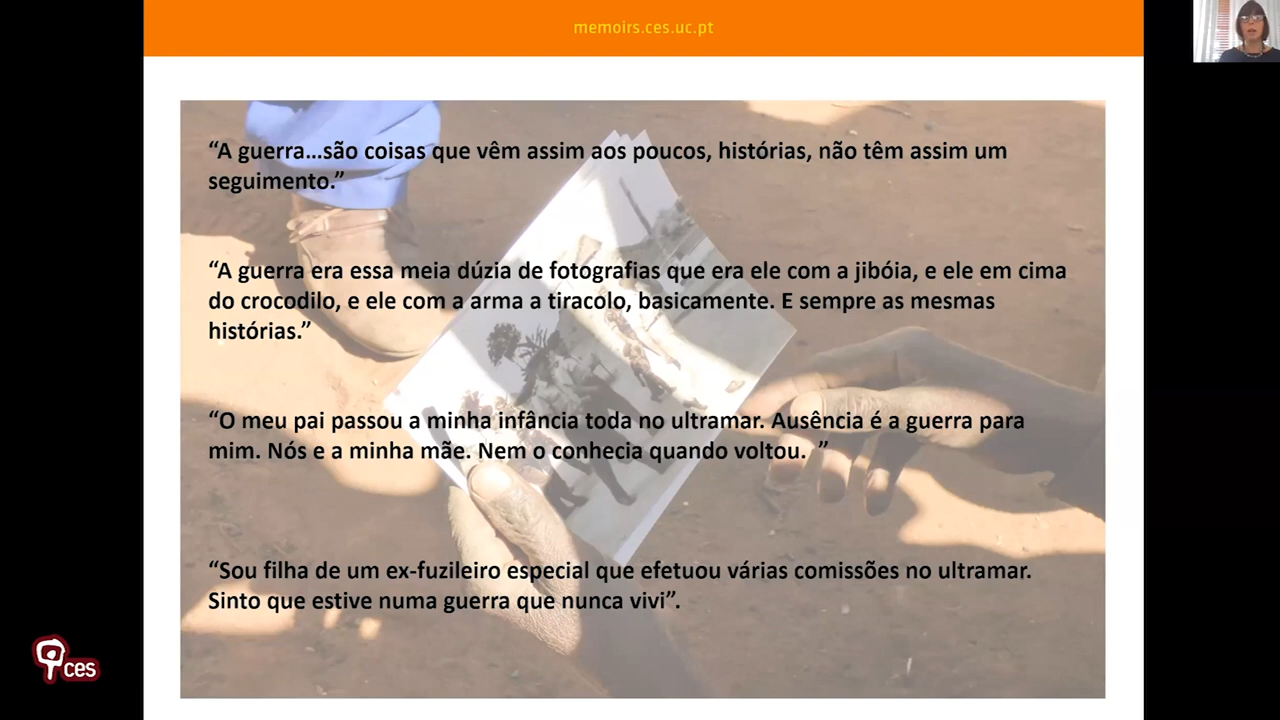 memoirs.ces.uc.pt
“A guerra...são coisas que vêm assim aos poucos, histórias, não têm assim um
seguimento.”
“A guerra era essa meia dúzia de fotografias que era ele com a jibóia, e ele em cima
do crocodilo, e ele com a arma a tiracolo, basicamente. E sempre as mesmas
histórias.”
“O meu pai passou a minha infância toda no ultramar. Ausência é a guerra para
mim. Nós e a minha mãe. Nem o conhecia quando voltou.  ”
“Sou filha de um ex-fuzileiro especial que efetuou várias comissões no ultramar.
Sinto que estive numa guerra que nunca vivi”.
ces